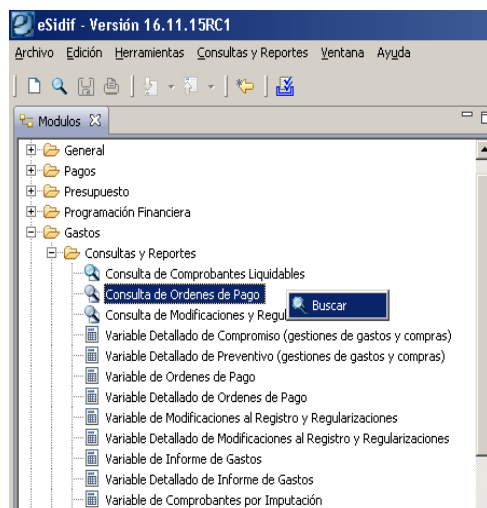 eSidif - Versión 16.11.15RC1
Archivo Edición Herramientas Consultas y Reportes Ventana Ayuda
Modulos
General
Pagos
Presupuesto
Programación Financiera
Gastos
Consultas y Reportes
Consulta de Comprobantes Liquidables
Consulta de Ordenes de Pago
Buscar
Consulta de Modificaciones y Regul
Variable Detallado de Compromiso (gestiones de gastos y compras)
Variable Detallado de Preventivo (gestiones de gastos y compras)
Variable de Ordenes de Pago
Variable Detallado de Ordenes de Pago
Variable de Modificaciones al Registro y Regularizaciones
Variable Detallado de Modificaciones al Registro y Regularizaciones
Variable de Informe de Gastos
Variable Detallado de Informe de Gastos
Variable de Comprobantes por Imputación